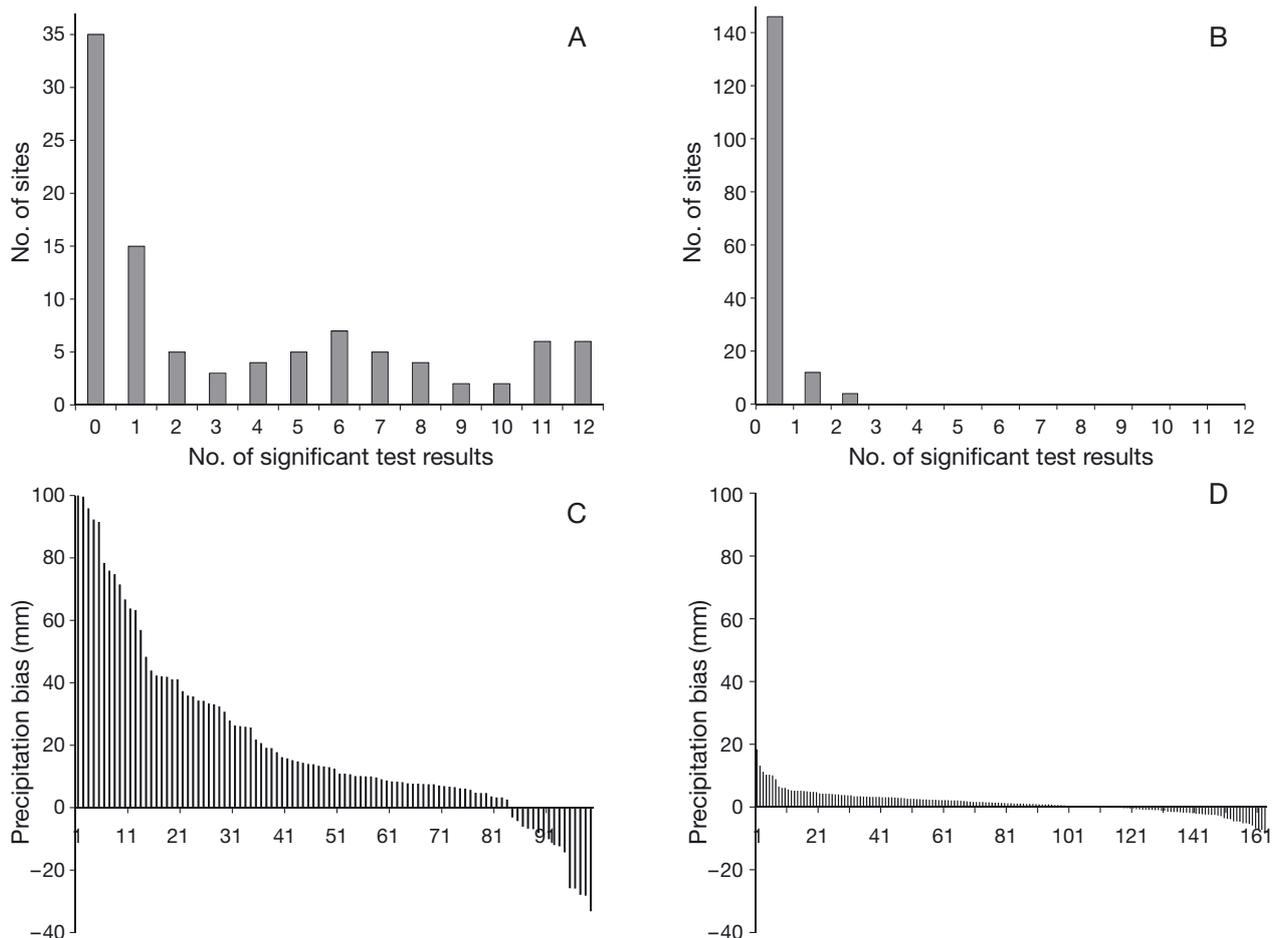 A
No. of sites
35
30
25
20
15
10
5
0
0 1 2 3 4 5 6 7 8 9 10 11 12
No. of significant test results
B
No. of sites
140
120
100
80
60
40
20
0
0 1 2 3 4 5 6 7 8 9 10 11 12
No. of significant test results
C
Precipitation bias (mm)
100
80
60
40
20
0
−20
−40
1 11 21 31 41 51 61 71 81 91
D
Precipitation bias (mm)
100
80
60
40
20
0
−20
−40
1 21 41 61 81 101 121 141 161